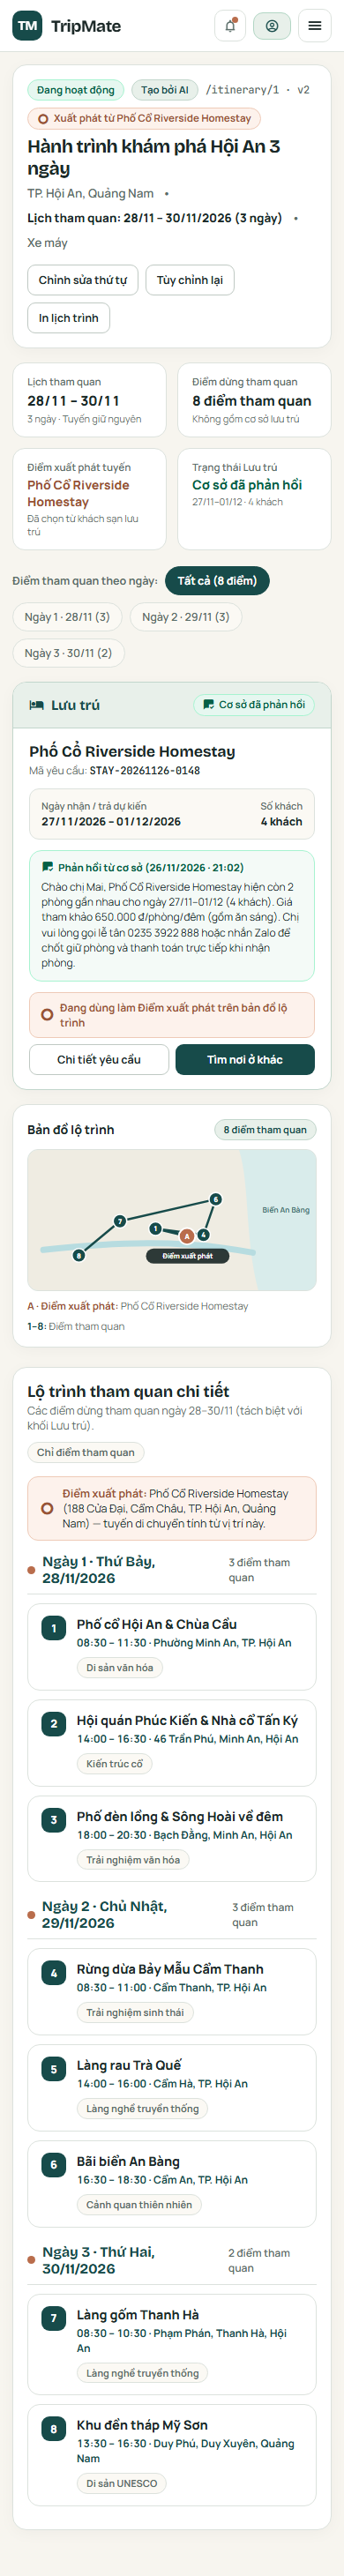 TM TripMate
Đang hoạt động Tạo bởi AI /itinerary/1 · v2
Xuất phát từ Phố Cổ Riverside Homestay
Hành trình khám phá Hội An 3
ngày
TP. Hội An, Quảng Nam •
Lịch tham quan: 28/11 – 30/11/2026 (3 ngày) •
Xe máy
Chỉnh sửa thứ tự Tùy chỉnh lại
In lịch trình
Lịch tham quan
28/11 – 30/11
3 ngày · Tuyến giữ nguyên
Điểm dừng tham quan
8 điểm tham quan
Không gồm cơ sở lưu trú
Điểm xuất phát tuyến
Phố Cổ Riverside
Homestay
Đã chọn từ khách sạn lưu
trú
Trạng thái Lưu trú
Cơ sở đã phản hồi
27/11–01/12 · 4 khách
Điểm tham quan theo ngày: Tất cả (8 điểm)
Ngày 1 · 28/11 (3) Ngày 2 · 29/11 (3)
Ngày 3 · 30/11 (2)
Lưu trú Cơ sở đã phản hồi
Phố Cổ Riverside Homestay
Mã yêu cầu: STAY-20261126-0148
Ngày nhận / trả dự kiến Số khách
27/11/2026 – 01/12/2026 4 khách
Phản hồi từ cơ sở (26/11/2026 · 21:02)
Chào chị Mai, Phố Cổ Riverside Homestay hiện còn 2
phòng gần nhau cho ngày 27/11–01/12 (4 khách). Giá
tham khảo 650.000 đ/phòng/đêm (gồm ăn sáng). Chị
vui lòng gọi lễ tân 0235 3922 888 hoặc nhắn Zalo để
chốt giữ phòng và thanh toán trực tiếp khi nhận
phòng.
Đang dùng làm Điểm xuất phát trên bản đồ lộ
trình
Chi tiết yêu cầu Tìm nơi ở khác
Bản đồ lộ trình 8 điểm tham quan
6
Biển An Bàng
7
1
A
4
8
Điểm xuất phát
A · Điểm xuất phát: Phố Cổ Riverside Homestay
1–8: Điểm tham quan
Lộ trình tham quan chi tiết
Các điểm dừng tham quan ngày 28–30/11 (tách biệt với
khối Lưu trú).
Chỉ điểm tham quan
Điểm xuất phát: Phố Cổ Riverside Homestay
(188 Cửa Đại, Cẩm Châu, TP. Hội An, Quảng
Nam) — tuyến di chuyển tính từ vị trí này.
Ngày 1 · Thứ Bảy,
28/11/2026
3 điểm tham
quan
1 Phố cổ Hội An & Chùa Cầu
08:30 – 11:30 · Phường Minh An, TP. Hội An
Di sản văn hóa
2 Hội quán Phúc Kiến & Nhà cổ Tấn Ký
14:00 – 16:30 · 46 Trần Phú, Minh An, Hội An
Kiến trúc cổ
3 Phố đèn lồng & Sông Hoài về đêm
18:00 – 20:30 · Bạch Đằng, Minh An, Hội An
Trải nghiệm văn hóa
Ngày 2 · Chủ Nhật,
29/11/2026
3 điểm tham
quan
4 Rừng dừa Bảy Mẫu Cẩm Thanh
08:30 – 11:00 · Cẩm Thanh, TP. Hội An
Trải nghiệm sinh thái
5 Làng rau Trà Quế
14:00 – 16:00 · Cẩm Hà, TP. Hội An
Làng nghề truyền thống
6 Bãi biển An Bàng
16:30 – 18:30 · Cẩm An, TP. Hội An
Cảnh quan thiên nhiên
Ngày 3 · Thứ Hai,
30/11/2026
2 điểm tham
quan
7 Làng gốm Thanh Hà
08:30 – 10:30 · Phạm Phán, Thanh Hà, Hội
An
Làng nghề truyền thống
8 Khu đền tháp Mỹ Sơn
13:30 – 16:30 · Duy Phú, Duy Xuyên, Quảng
Nam
Di sản UNESCO